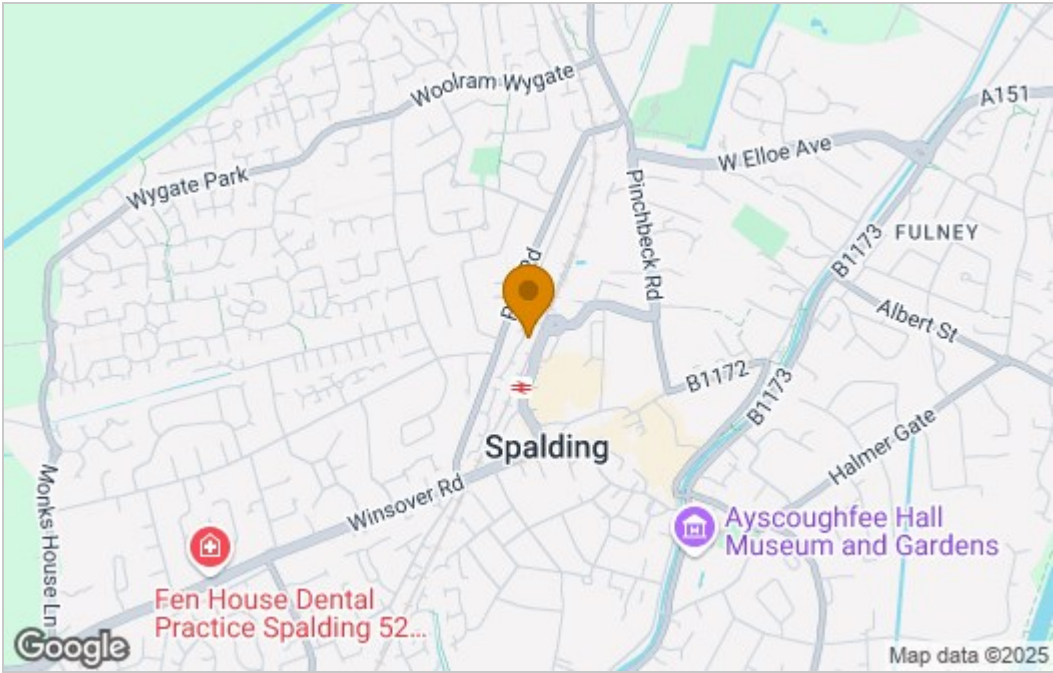 Woolram Wygate
A151
W Elloe Ave
Wygate Park
Pinchbeck Rd
B1173
FULNEY
Rd
Albert St
B1172
B1173
Spalding
Halmer Gate
Winsover Rd
Monks House Ln
Ayscoughfee Hall
Museum and Gardens
Fen House Dental
Practice Spalding 52...
Google
Map data ©2025